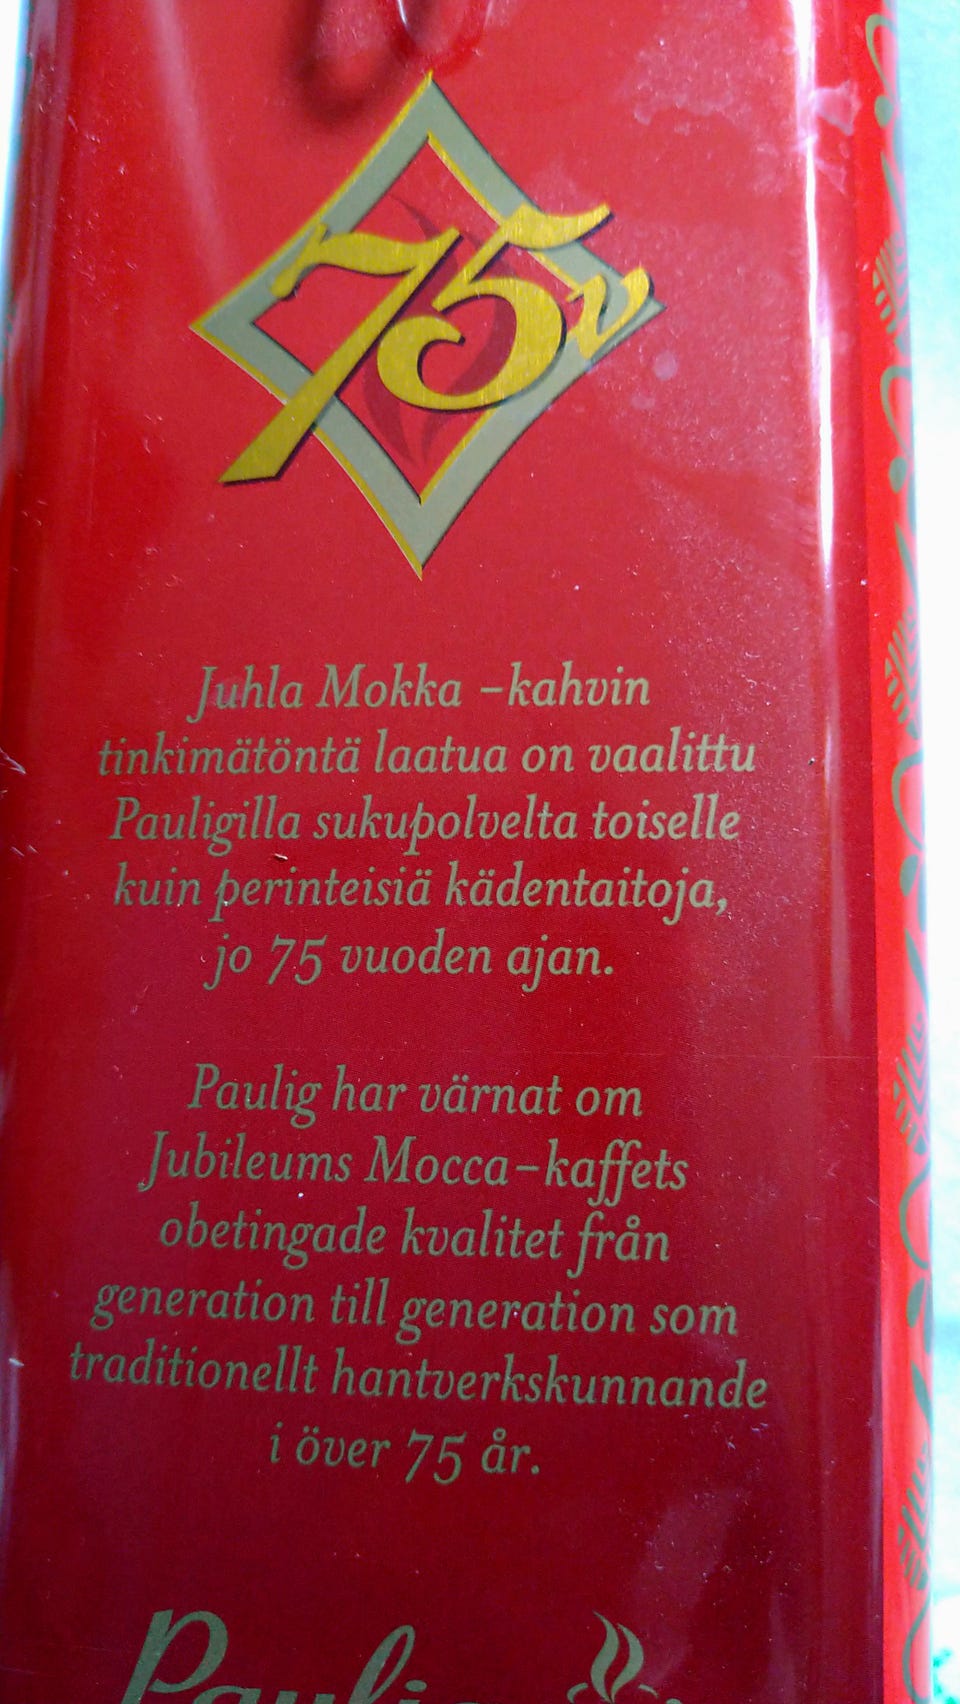 75v
Juhla Mokka –kahvin
tinkimätöntä laatua on vaalittu
Pauligilla sukupolvelta toiselle
kuin perinteisiä kädentaitoja,
jo 75 vuoden ajan.
Paulig har värnat om
Jubileums Mocca–kaffets
obetingade kvalitet från
generation till generation som
traditionellt hantverkskunnande
i över 75 år.
Paulig